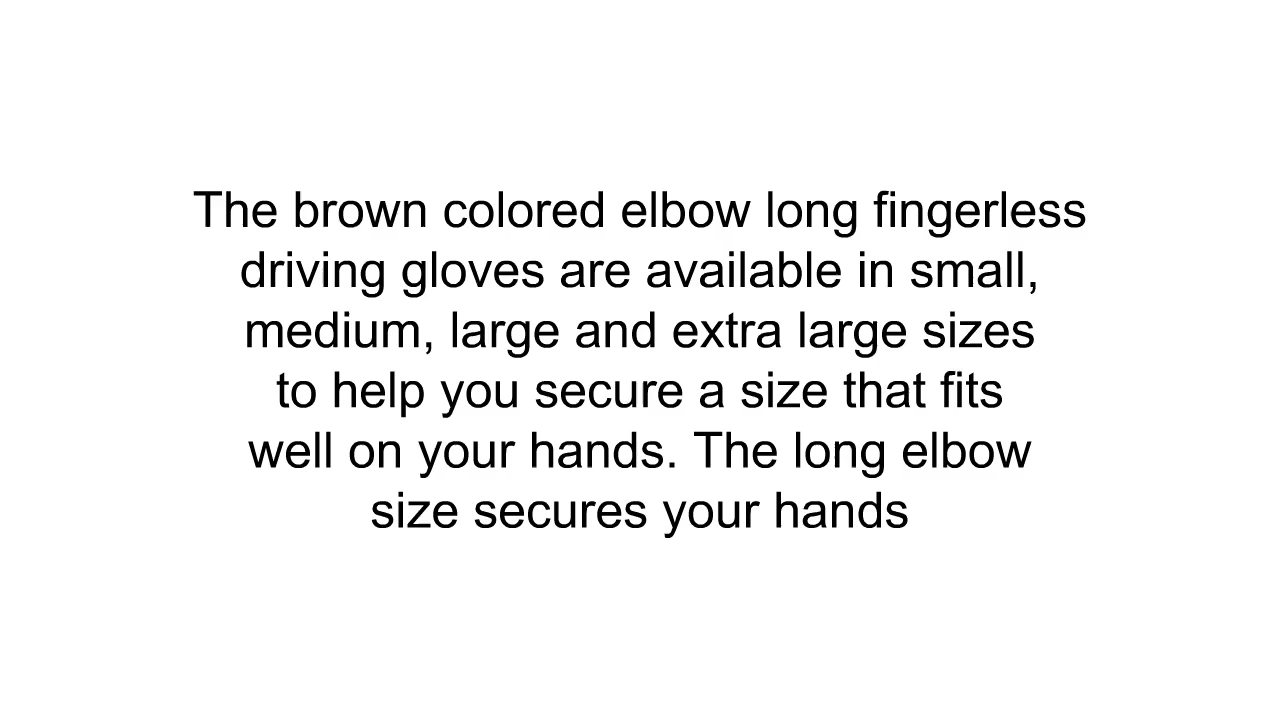 The brown colored elbow long fingerless
driving gloves are available in small,
medium, large and extra large sizes
to help you secure a size that fits
well on your hands. The long elbow
size secures your hands